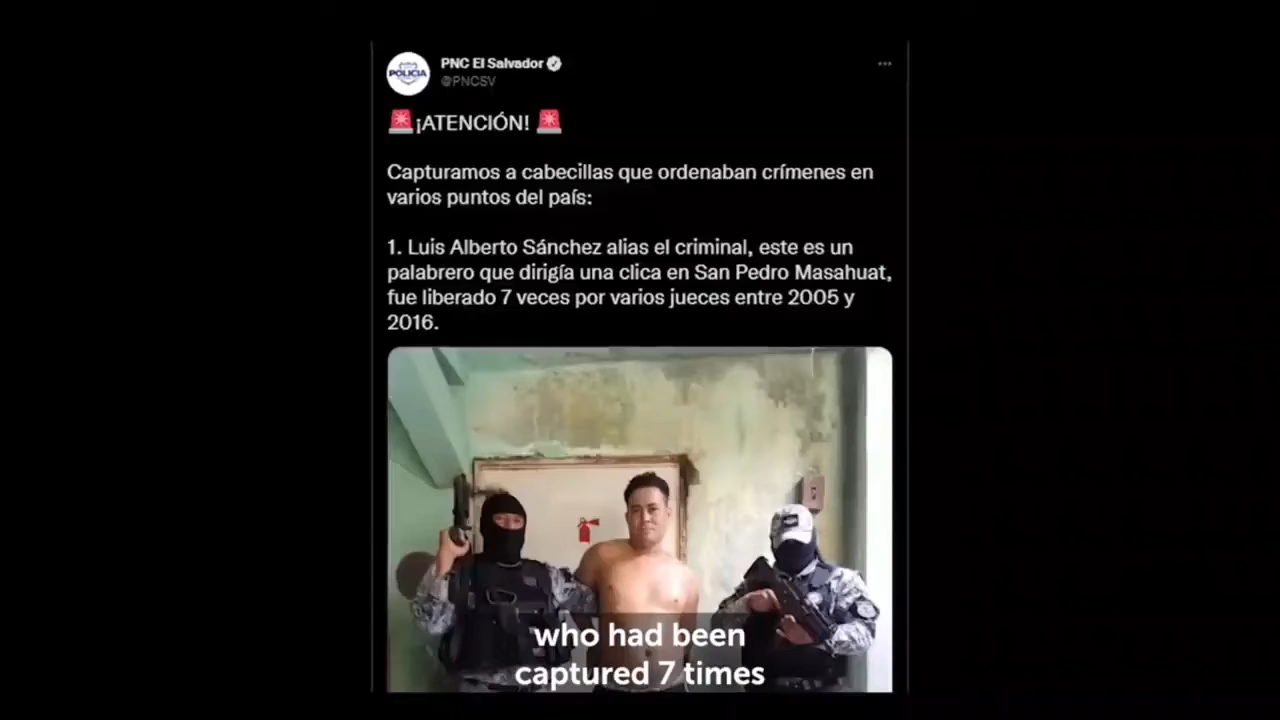 PNC El Salvador
@PNCSV
POLICIA
¡ATENCIÓN!
Capturamos a cabecillas que ordenaban crímenes en
varios puntos del país:
1. Luis Alberto Sánchez alias el criminal, este es un
palabrero que dirigía una clica en San Pedro Masahuat,
fue liberado 7 veces por varios jueces entre 2005 y
2016.
who had been
captured 7 times